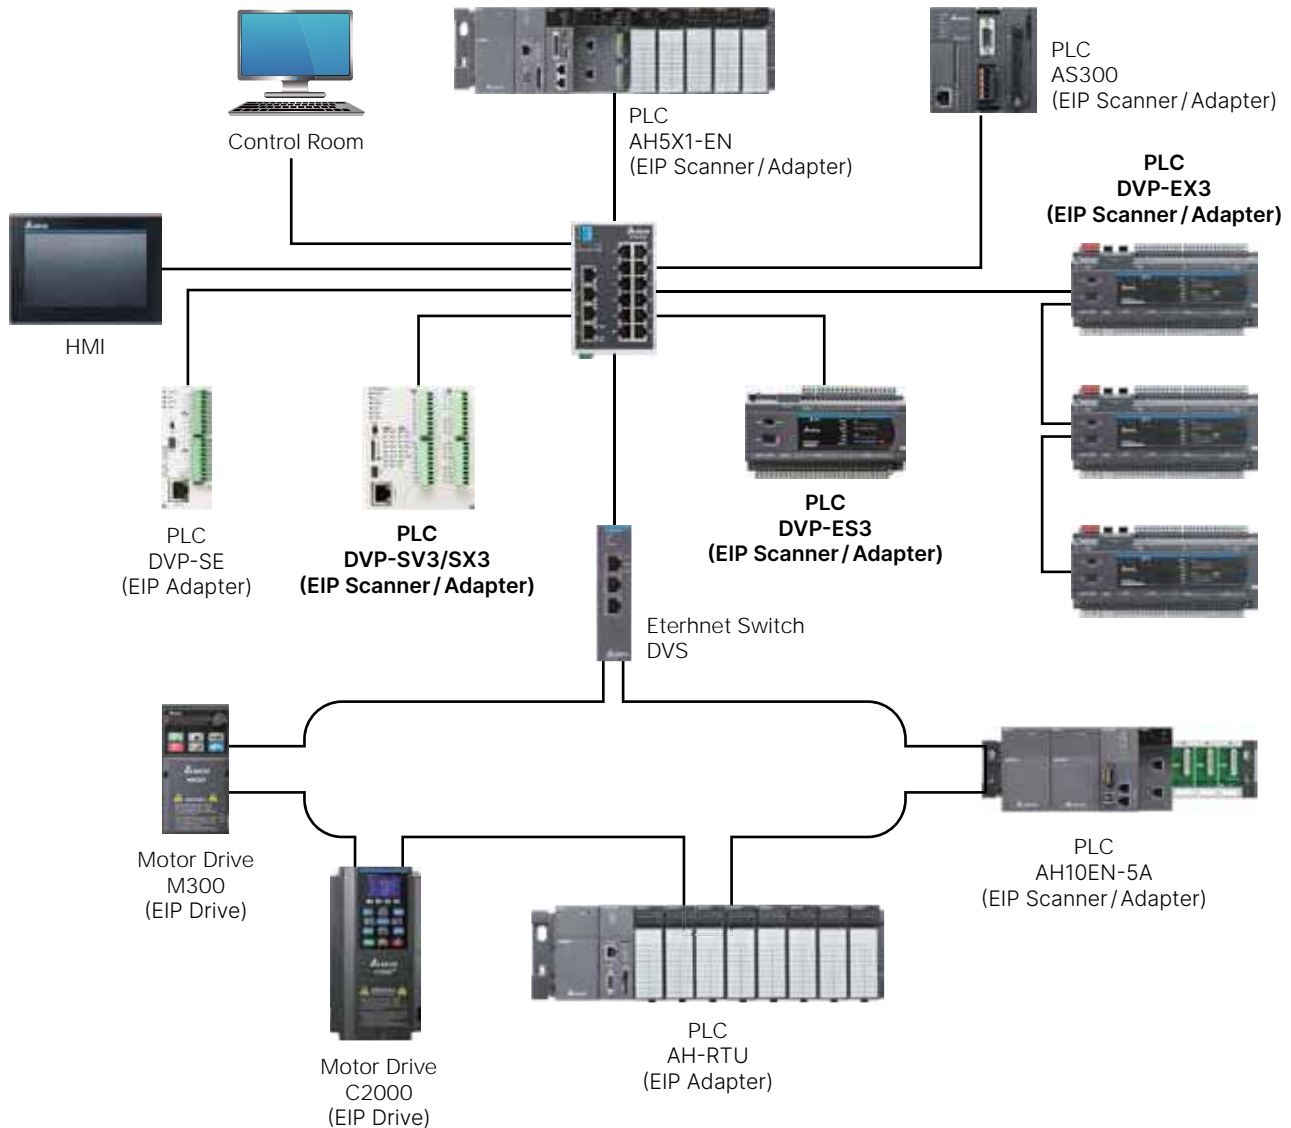 Control Room
PLC
AH5X1-EN
(EIP Scanner/Adapter)
PLC
AS300
(EIP Scanner/Adapter)
PLC
DVP-EX3
(EIP Scanner/Adapter)
HMI
PLC
DVP-SE
(EIP Adapter)
PLC
DVP-SV3/SX3
(EIP Scanner/Adapter)
PLC
DVP-ES3
(EIP Scanner/Adapter)
Eterhnet Switch
DVS
Motor Drive
M300
(EIP Drive)
Motor Drive
C2000
(EIP Drive)
PLC
AH-RTU
(EIP Adapter)
PLC
AH10EN-5A
(EIP Scanner/Adapter)